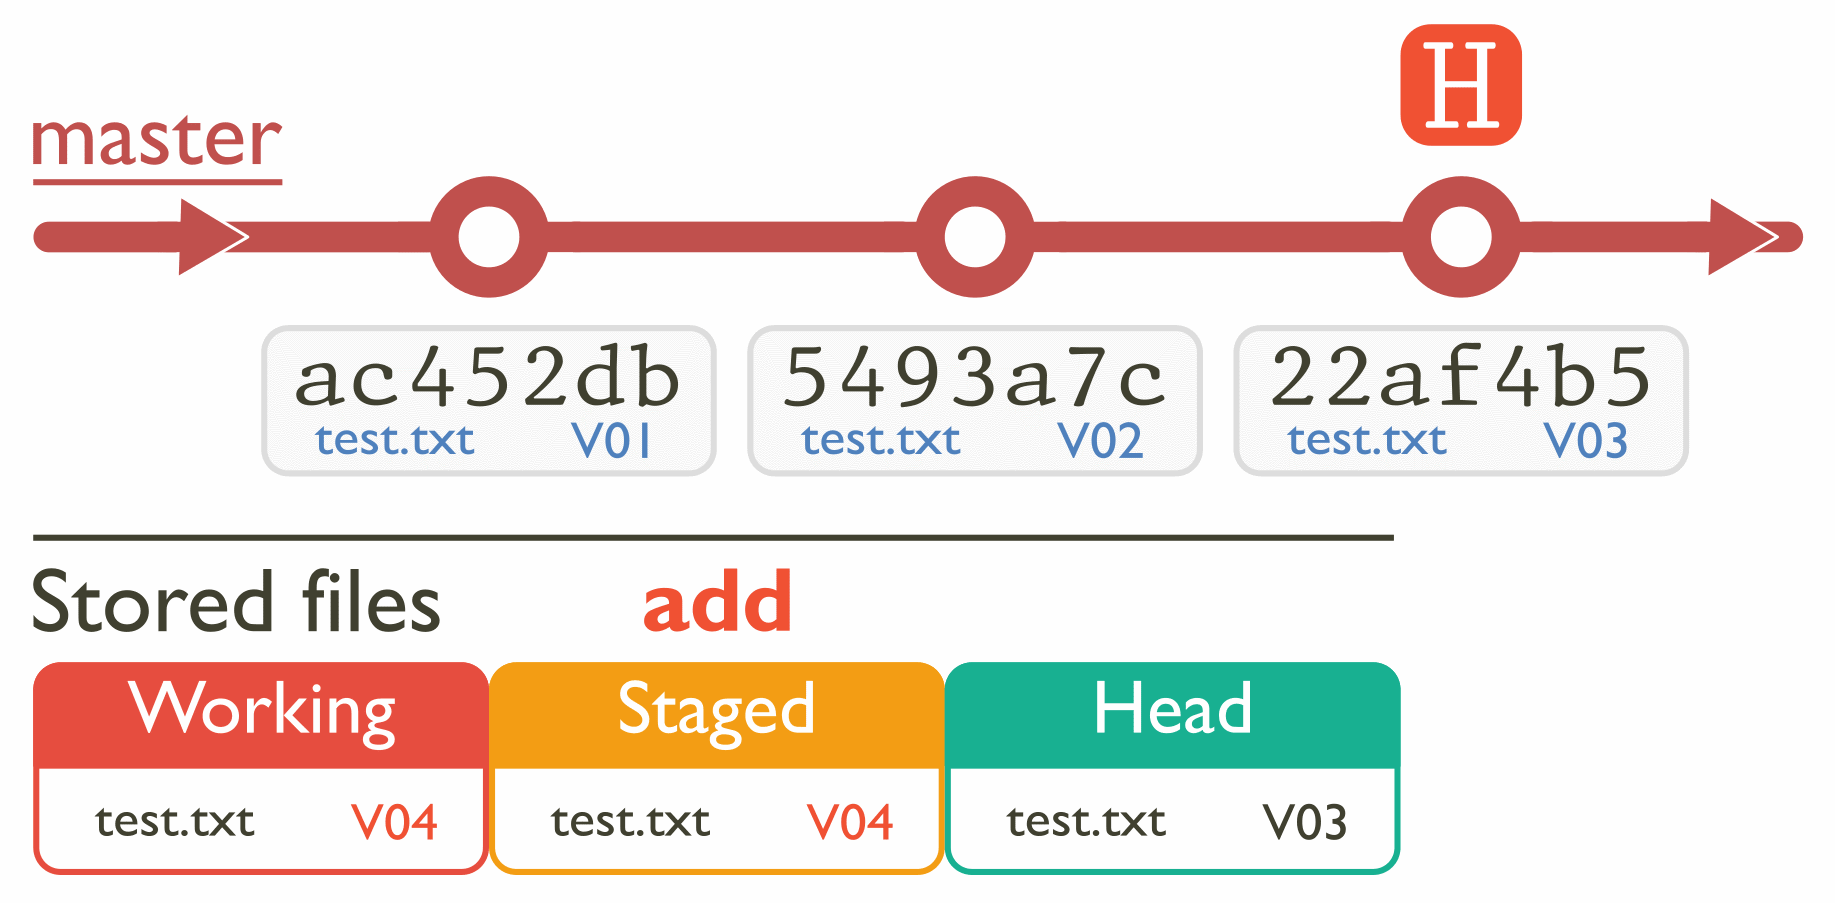 H
master
ac452db 5493a7c 22af4b5
test.txt V01 test.txt V02 test.txt V03
Stored files add
Working Staged Head
test.txt V04 test.txt V04 test.txt V03